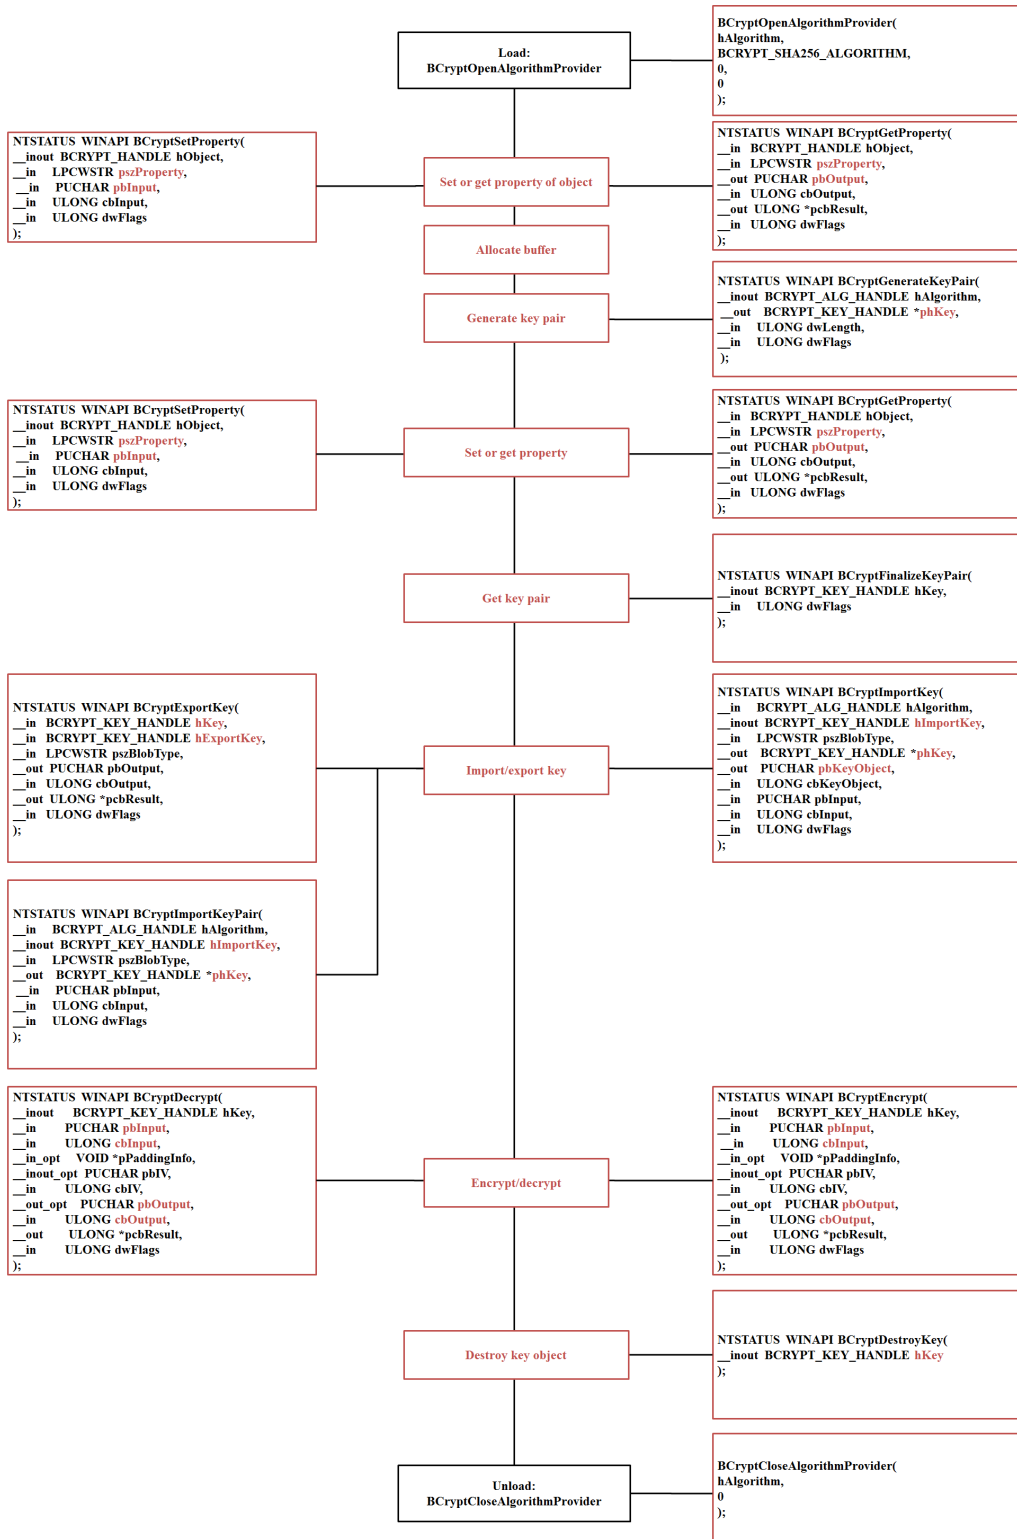 Load:
BCryptOpenAlgorithmProvider
BCryptOpenAlgorithmProvider(
hAlgorithm,
BCRYPT_SHA256_ALGORITHM,
0,
0
);
NTSTATUS WINAPI BCryptSetProperty(
__inout BCRYPT_HANDLE hObject,
__in LPCWSTR pszProperty,
__in PUCHAR pbInput,
__in ULONG cbInput,
__in ULONG dwFlags
);
Set or get property of object
NTSTATUS WINAPI BCryptGetProperty(
__in BCRYPT_HANDLE hObject,
__in LPCWSTR pszProperty,
__out PUCHAR pbOutput,
__in ULONG cbOutput,
__out ULONG *pcbResult,
__in ULONG dwFlags
);
Allocate buffer
Generate key pair
NTSTATUS WINAPI BCryptGenerateKeyPair(
__inout BCRYPT_ALG_HANDLE hAlgorithm,
__out BCRYPT_KEY_HANDLE *phKey,
__in ULONG dwLength,
__in ULONG dwFlags
);
NTSTATUS WINAPI BCryptSetProperty(
__inout BCRYPT_HANDLE hObject,
__in LPCWSTR pszProperty,
__in PUCHAR pbInput,
__in ULONG cbInput,
__in ULONG dwFlags
);
Set or get property
NTSTATUS WINAPI BCryptGetProperty(
__in BCRYPT_HANDLE hObject,
__in LPCWSTR pszProperty,
__out PUCHAR pbOutput,
__in ULONG cbOutput,
__out ULONG *pcbResult,
__in ULONG dwFlags
);
Get key pair
NTSTATUS WINAPI BCryptFinalizeKeyPair(
__inout BCRYPT_KEY_HANDLE hKey,
__in ULONG dwFlags
);
NTSTATUS WINAPI BCryptExportKey(
__in BCRYPT_KEY_HANDLE hKey,
__in BCRYPT_KEY_HANDLE hExportKey,
__in LPCWSTR pszBlobType,
__out PUCHAR pbOutput,
__in ULONG cbOutput,
__out ULONG *pcbResult,
__in ULONG dwFlags
);
Import/export key
NTSTATUS WINAPI BCryptImportKey(
__in BCRYPT_ALG_HANDLE hAlgorithm,
__inout BCRYPT_KEY_HANDLE hImportKey,
__in LPCWSTR pszBlobType,
__out BCRYPT_KEY_HANDLE *phKey,
__out PUCHAR pbKeyObject,
__in ULONG cbKeyObject,
__in PUCHAR pbInput,
__in ULONG cbInput,
__in ULONG dwFlags
);
NTSTATUS WINAPI BCryptImportKeyPair(
__in BCRYPT_ALG_HANDLE hAlgorithm,
__inout BCRYPT_KEY_HANDLE hImportKey,
__in LPCWSTR pszBlobType,
__out BCRYPT_KEY_HANDLE *phKey,
__in PUCHAR pbInput,
__in ULONG cbInput,
__in ULONG dwFlags
);
NTSTATUS WINAPI BCryptDecrypt(
__inout BCRYPT_KEY_HANDLE hKey,
__in PUCHAR pbInput,
__in ULONG cbInput,
__in_opt VOID *pPaddingInfo,
__inout_opt PUCHAR pbIV,
__in ULONG cbIV,
__out_opt PUCHAR pbOutput,
__in ULONG cbOutput,
__out ULONG *pcbResult,
__in ULONG dwFlags
);
Encrypt/decrypt
NTSTATUS WINAPI BCryptEncrypt(
__inout BCRYPT_KEY_HANDLE hKey,
__in PUCHAR pbInput,
__in ULONG cbInput,
__in_opt VOID *pPaddingInfo,
__inout_opt PUCHAR pbIV,
__in ULONG cbIV,
__out_opt PUCHAR pbOutput,
__in ULONG cbOutput,
__out ULONG *pcbResult,
__in ULONG dwFlags
);
Destroy key object
NTSTATUS WINAPI BCryptDestroyKey(
__inout BCRYPT_KEY_HANDLE hKey
);
Unload:
BCryptCloseAlgorithmProvider
BCryptCloseAlgorithmProvider(
hAlgorithm,
0
);